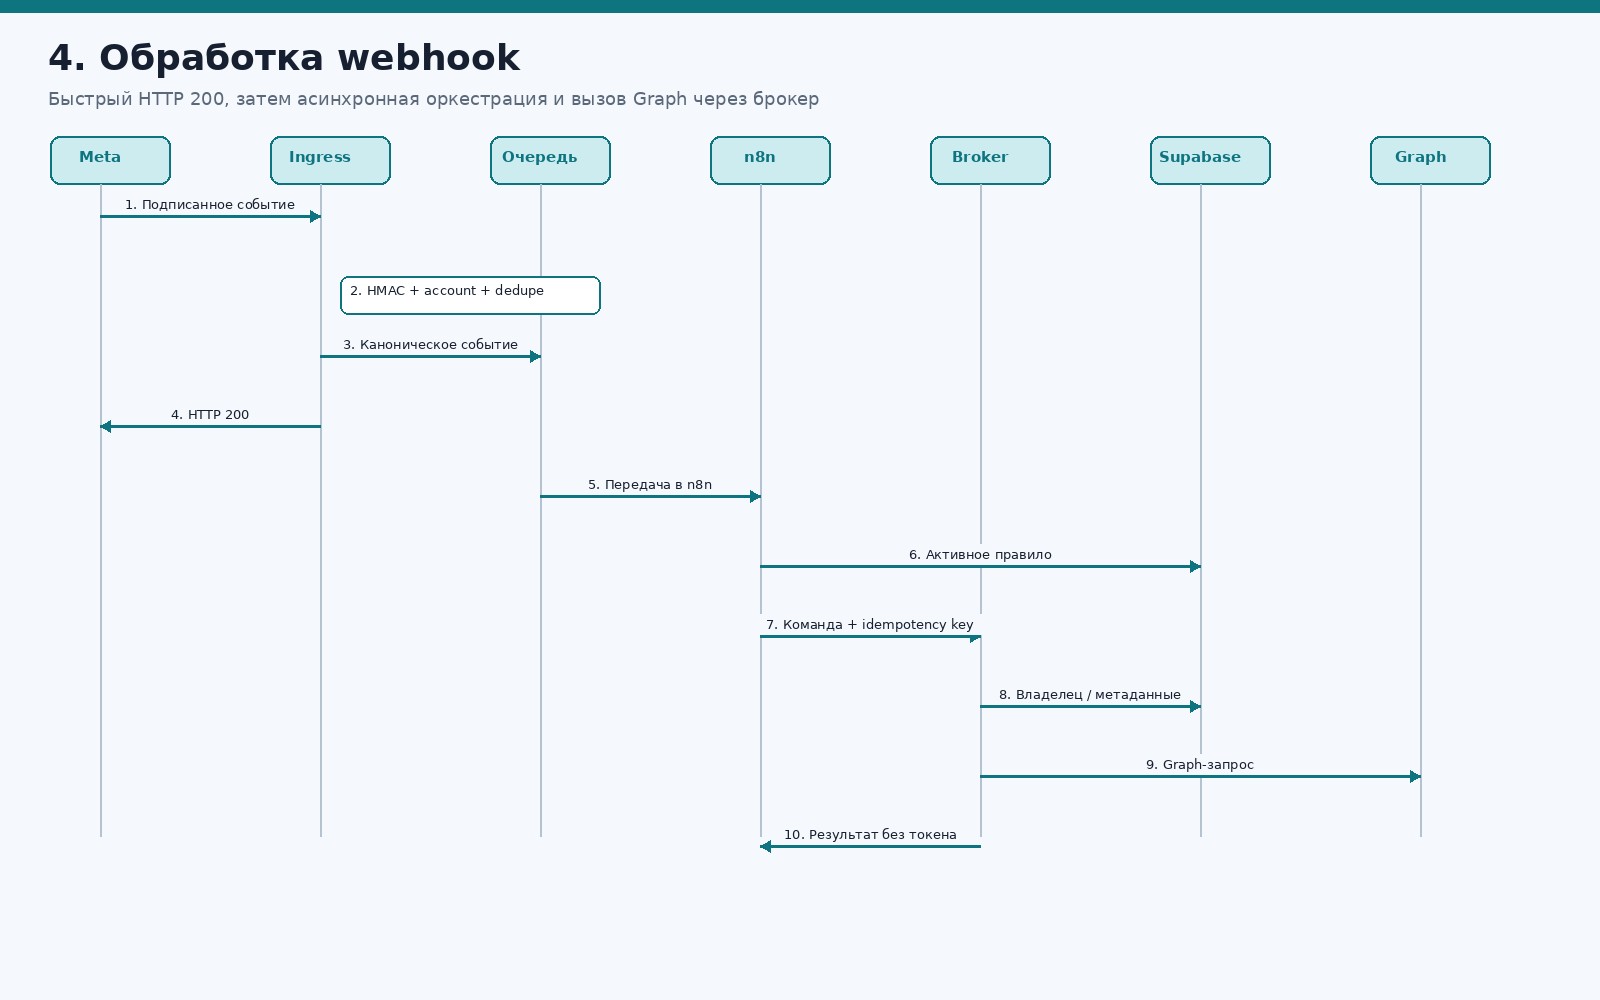 4. Обработка webhook
Быстрый HTTP 200, затем асинхронная оркестрация и вызов Graph через брокер
Meta
Ingress
Очередь
n8n
Broker
Supabase
Graph
1. Подписанное событие
2. HMAC + account + dedupe
3. Каноническое событие
4. HTTP 200
5. Передача в n8n
6. Активное правило
7. Команда + idempotency key
8. Владелец / метаданные
9. Graph-запрос
10. Результат без токена